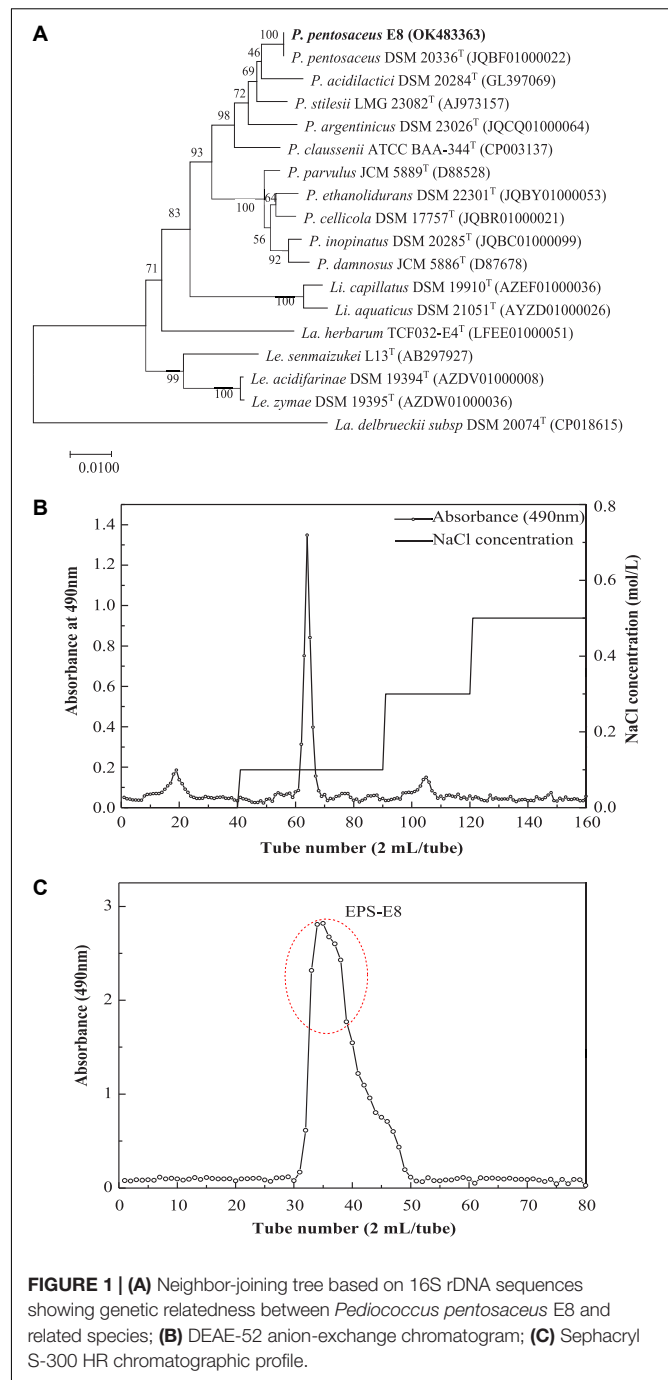 A
P. pentosaceus E8 (OK483363)
P. pentosaceus DSM 20336T (JQBF01000022)
P. acidilactici DSM 20284T (GL397069)
P. stilesii LMG 23082T (AJ973157)
P. argentinicus DSM 23026T (JQCQ01000064)
P. claussenii ATCC BAA-344T (CP003137)
P. parvulus JCM 5889T (D88528)
P. ethanolidurans DSM 22301T (JQBY01000053)
P. cellicola DSM 17757T (JQBR01000021)
P. inopinatus DSM 20285T (JQBC01000099)
P. damnosus JCM 5886T (D87678)
Li. capillatus DSM 19910T (AZEF01000036)
Li. aquaticus DSM 21051T (AYZD01000026)
La. herbarum TCF032-E4T (LFEE01000051)
Le. senmaizukei L13T (AB297927)
Le. acidifarinae DSM 19394T (AZDV01000008)
Le. zymae DSM 19395T (AZDW01000036)
La. delbrueckii subsp DSM 20074T (CP018615)
100
46
69
72
98
93
100
64
56
92
83
100
71
99
100
0.0100
B
Absorbance (490nm)
NaCl concentration
Absorbance at 490nm
1.4
1.2
1.0
0.8
0.6
0.4
0.2
0.0
0.8
0.6
0.4
0.2
0.0
NaCl concentration (mol/L)
0 20 40 60 80 100 120 140 160
Tube number (2 mL/tube)
C
EPS-E8
Absorbance (490nm)
3
2
1
0
0 10 20 30 40 50 60 70 80
Tube number (2 mL/tube)
FIGURE 1 | (A) Neighbor-joining tree based on 16S rDNA sequences
showing genetic relatedness between Pediococcus pentosaceus E8 and
related species; (B) DEAE-52 anion-exchange chromatogram; (C) Sephacryl
S-300 HR chromatographic profile.